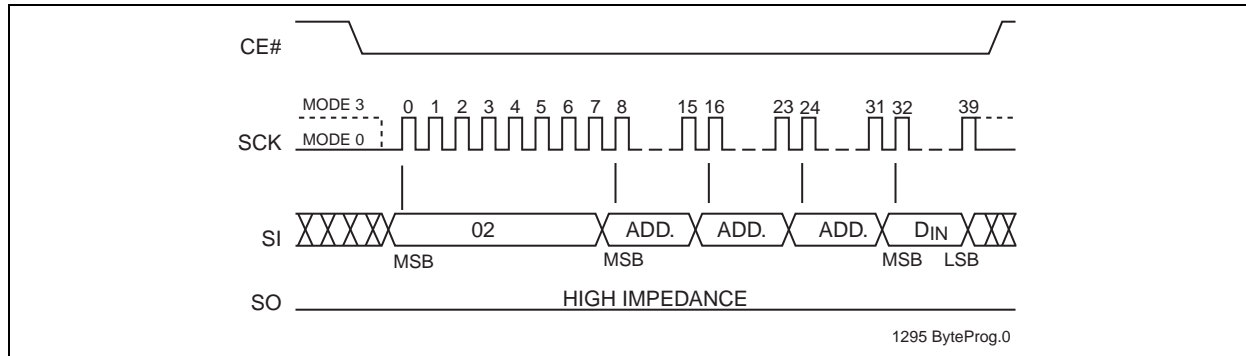 CE#
MODE 3
0 1 2 3 4 5 6 7 8 15 16 23 24 31 32 39
SCK MODE 0
SI 02 ADD. ADD. ADD. DIN
MSB MSB MSB LSB
SO HIGH IMPEDANCE
1295 ByteProg.0